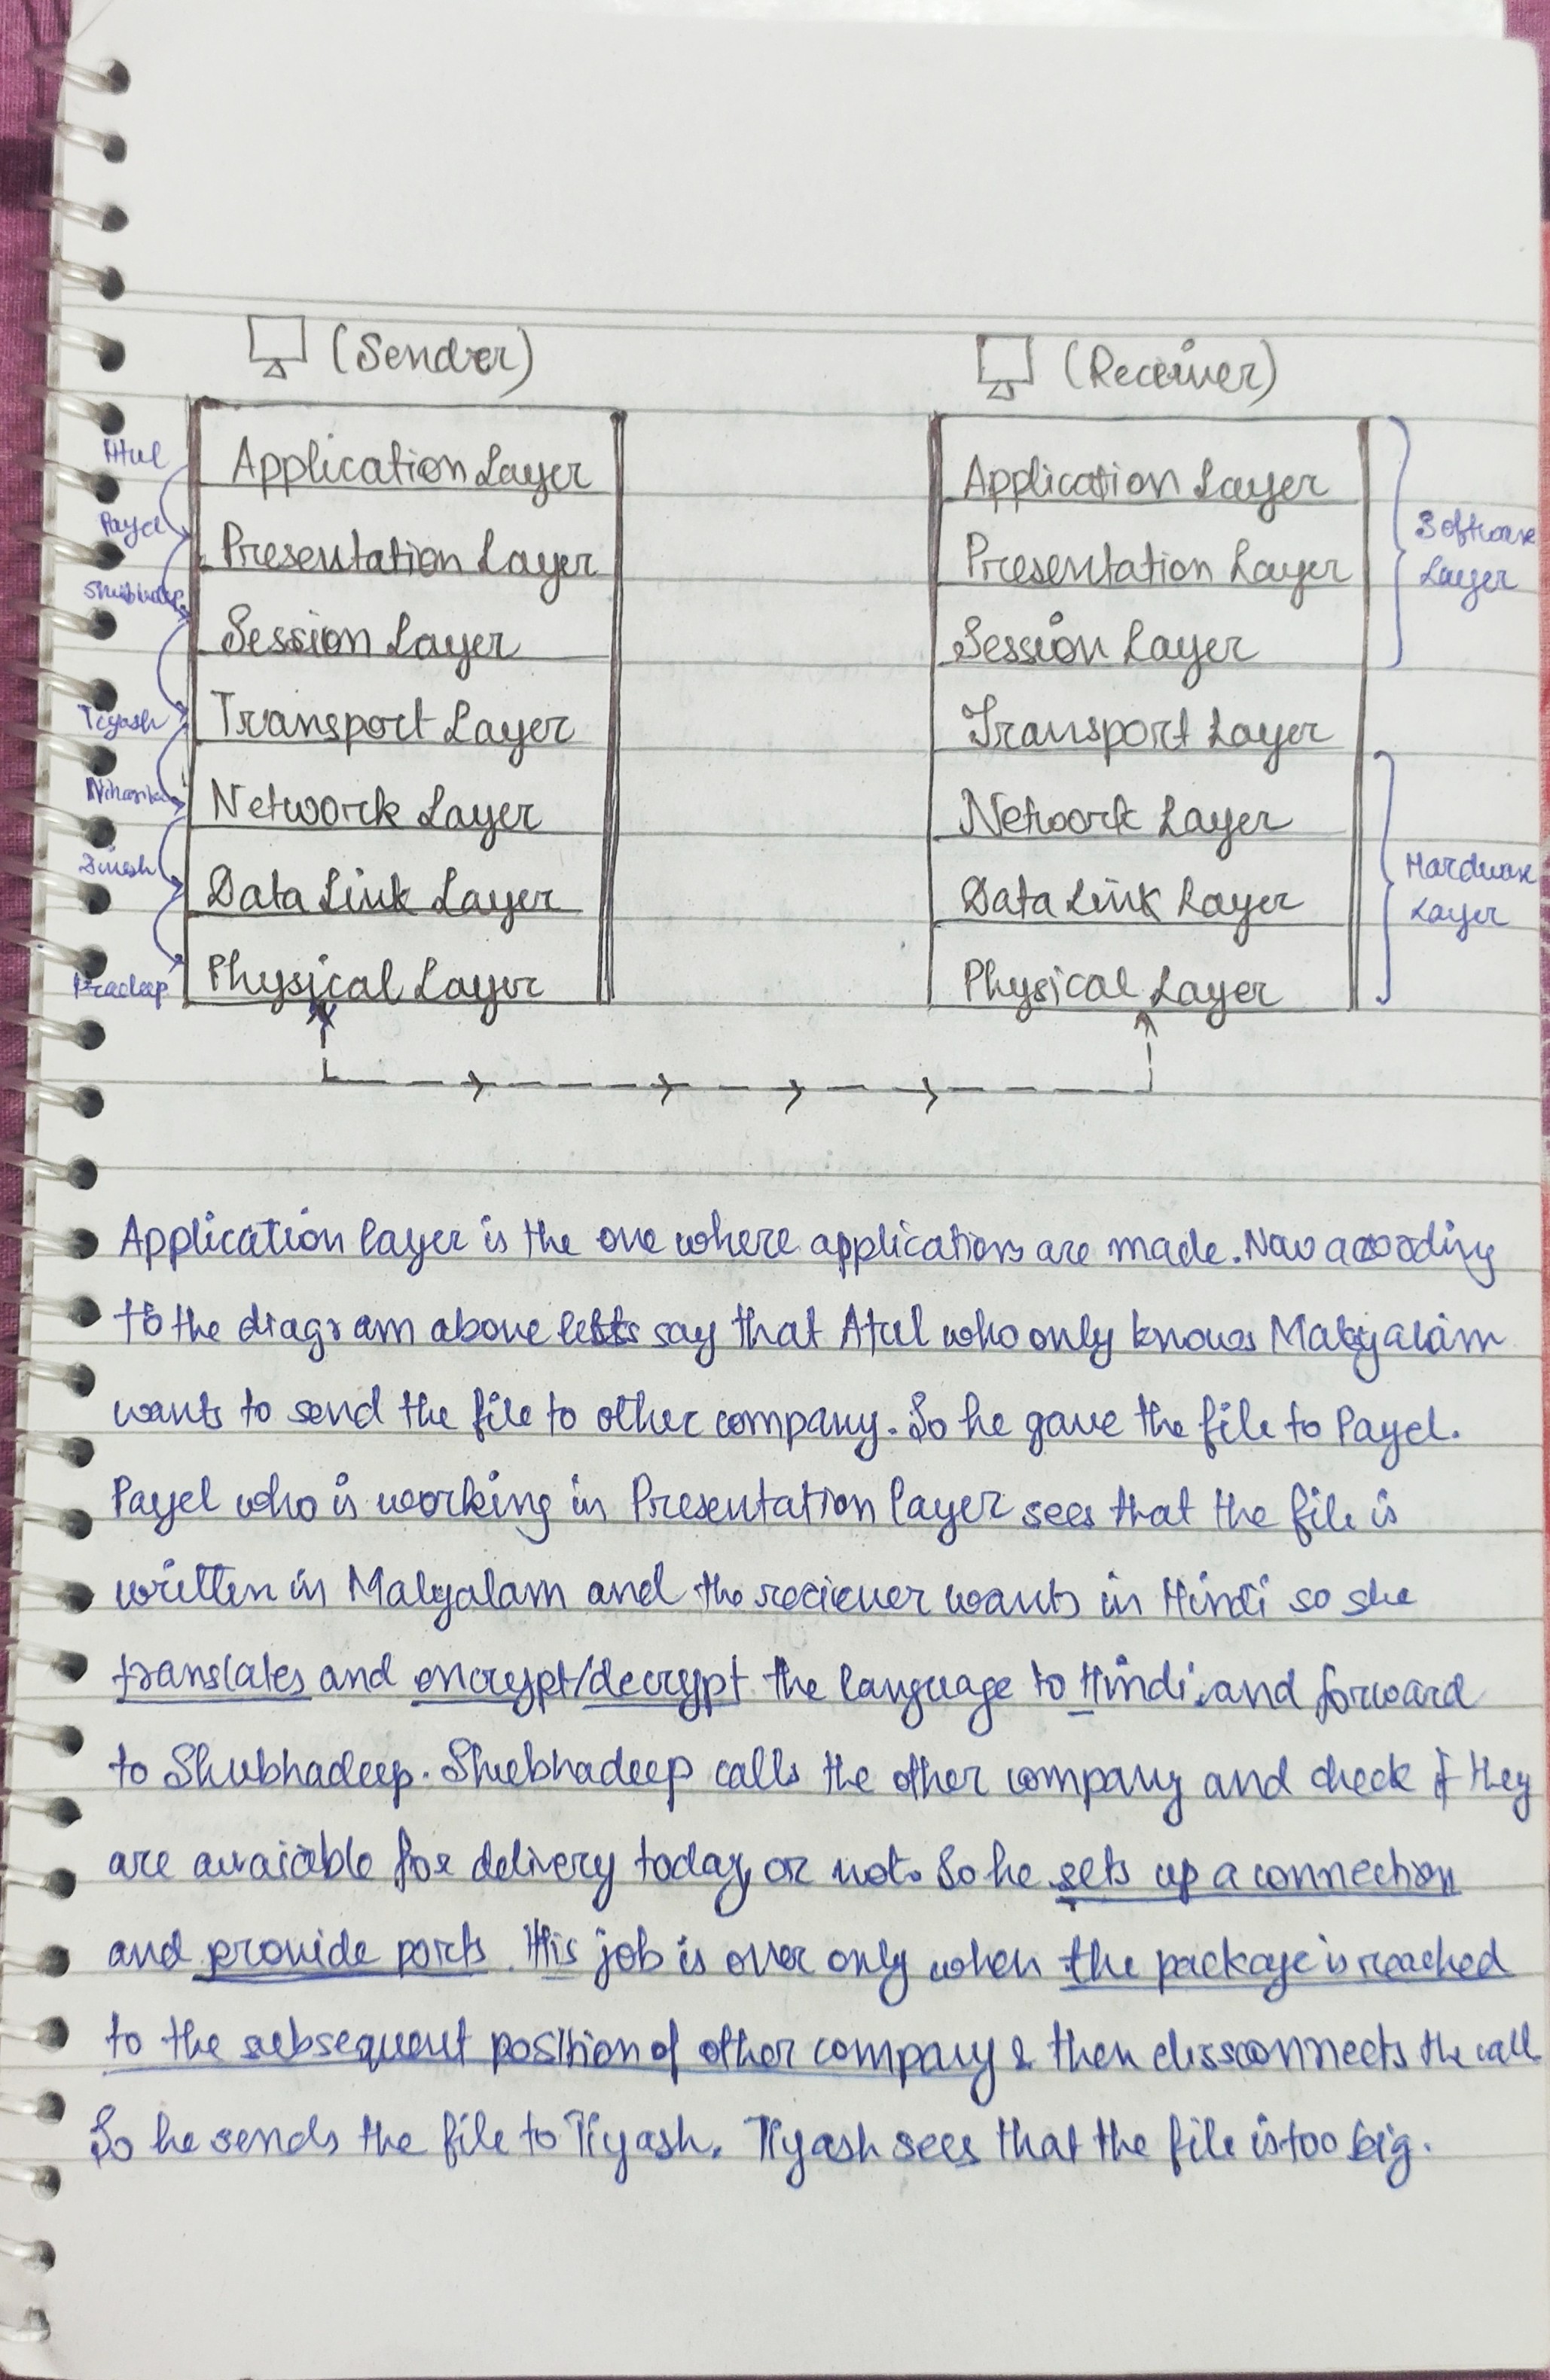 (Sender)
(Receiver)
Atul
Application Layer
Payel
Presentation Layer
Shubhadeep
Session Layer
Tiyash
Transport Layer
Niharika
Network Layer
Dinesh
Data Link Layer
Pradeep
Physical Layer
Application Layer
Presentation Layer
Session Layer
Transport Layer
Network Layer
Data Link Layer
Physical Layer
Software
Layer
Hardware
Layer
Application layer is the one where applications are made. Now according
to the diagram above lets say that Atul who only knows Malyalam
wants to send the file to other company. So he gave the file to Payel.
Payel who is working in Presentation layer sees that the file is
written in Malyalam and the reciever wants in Hindi so she
translates and encrypt/decrypt the language to Hindi and forward
to Shubhadeep. Shubhadeep calls the other company and check if they
are avaiable for delivery today or not. So he sets up a connection
and provide ports. His job is over only when the package is reached
to the subsequent position of other company & then dissconnects the call
So he sends the file to Tiyash. Tiyash sees that the file is too big.